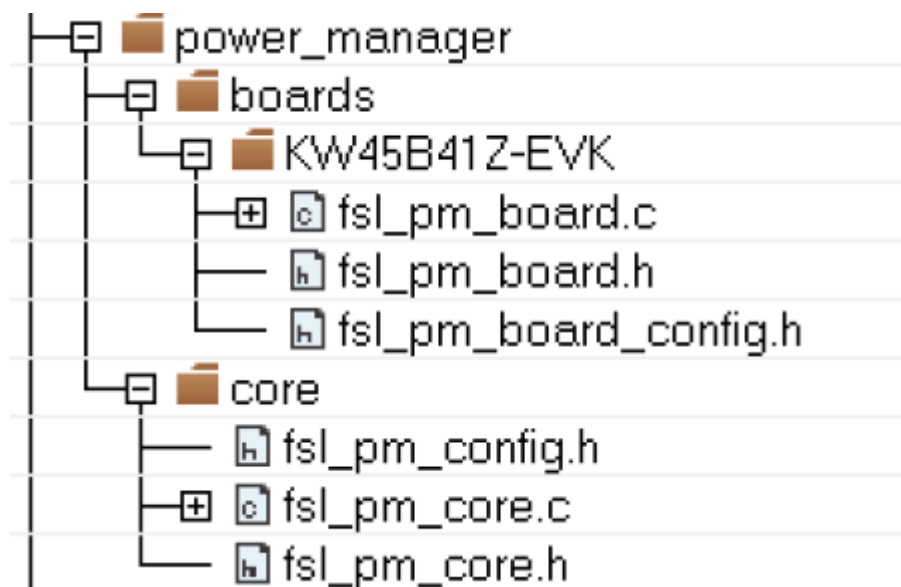 power_manager
boards
KW45B41Z-EVK
fsl_pm_board.c
fsl_pm_board.h
fsl_pm_board_config.h
core
fsl_pm_config.h
fsl_pm_core.c
fsl_pm_core.h